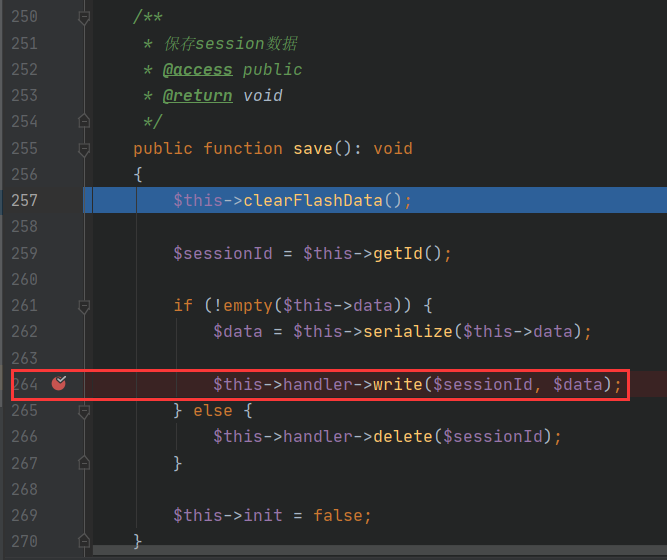 250 /**
251 * 保存session数据
252 * @access public
253 * @return void
254 */
255 public function save(): void
256 {
257 $this->clearFlashData();
258
259 $sessionId = $this->getId();
260
261 if (!empty($this->data)) {
262 $data = $this->serialize($this->data);
263
264 $this->handler->write($sessionId, $data);
265 } else {
266 $this->handler->delete($sessionId);
267 }
268
269 $this->init = false;
270 }